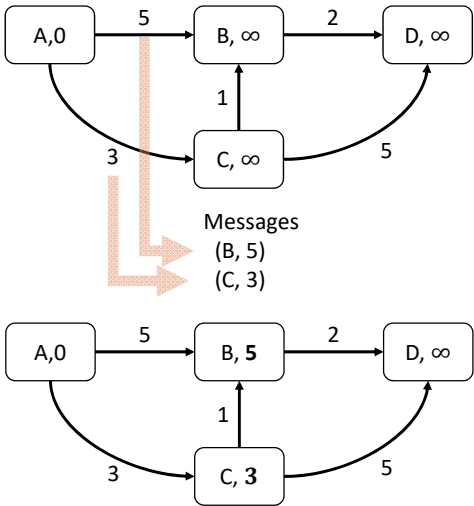 5 2
A,0 B, ∞ D, ∞
1
3 C, ∞ 5
Messages
(B, 5)
(C, 3)
5 2
A,0 B, 5 D, ∞
1
3 C, 3 5